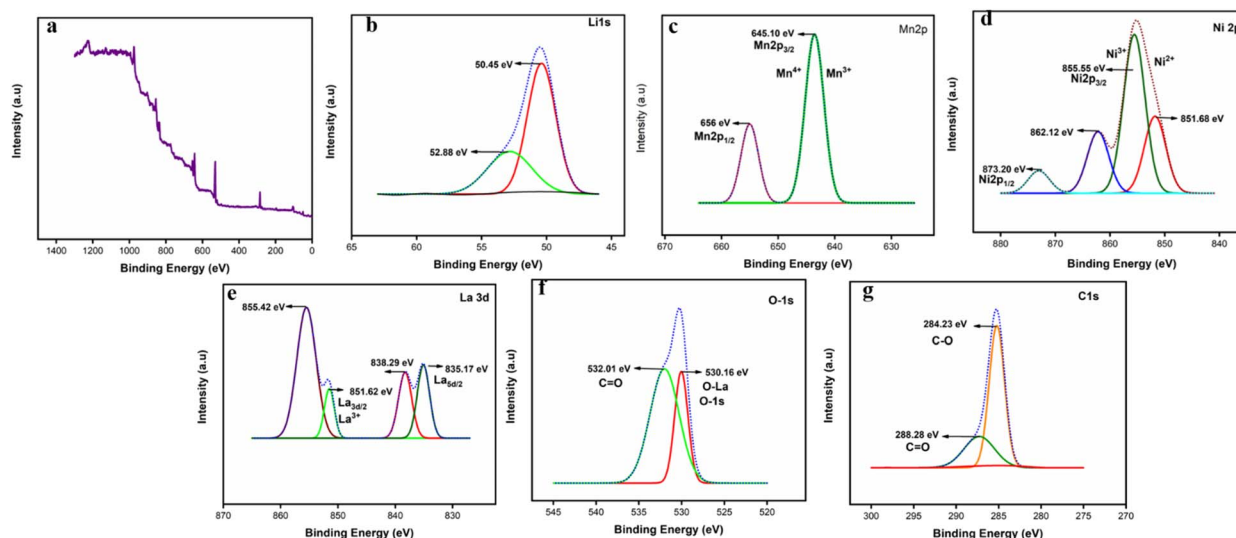 a
Intensity (a.u)
1400 1200 1000 800 600 400 200 0
Binding Energy (eV)
b
Li1s
50.45 eV
52.88 eV
Intensity (a.u)
65 60 55 50 45
Binding Energy (eV)
c
Mn2p
645.10 eV
Mn2p3/2
Mn4+ Mn3+
656 eV
Mn2p1/2
Intensity (a.u)
670 660 650 640 630
Binding Energy (eV)
d
Ni 2p
Ni3+
Ni2+
855.55 eV
Ni2p3/2
851.68 eV
862.12 eV
873.20 eV
Ni2p1/2
Intensity (a.u)
880 870 860 850 840
Binding Energy (eV)
e
La 3d
855.42 eV
838.29 eV
835.17 eV
La5d/2
851.62 eV
La3d/2
La3+
Intensity (a.u)
870 860 850 840 830
Binding Energy (eV)
f
O-1s
532.01 eV
C=O
530.16 eV
O-La
O-1s
Intensity (a.u)
545 540 535 530 525 520
Binding Energy (eV)
g
C1s
284.23 eV
C-O
288.28 eV
C=O
Intensity (a.u)
300 295 290 285 280 275 270
Binding Energy (eV)